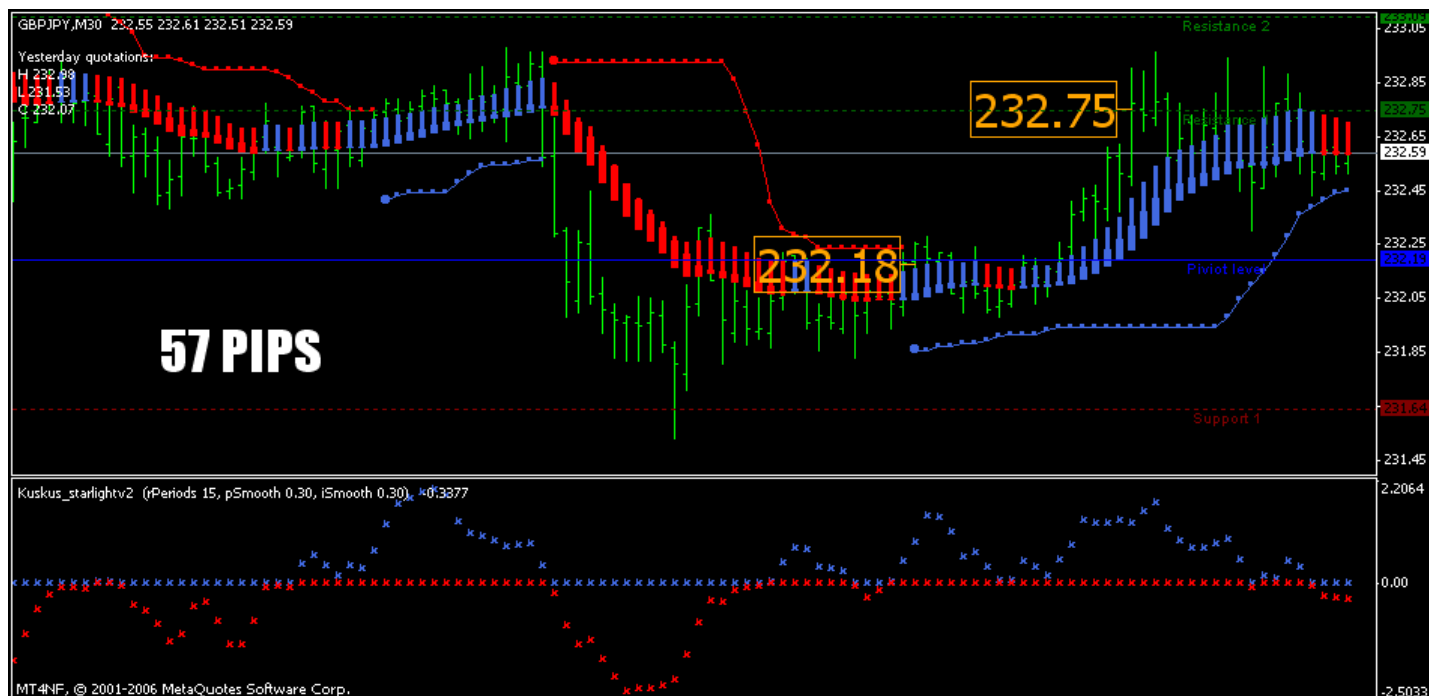 GBPJPY,M30 232.55 232.61 232.51 232.59
Yesterday quotations:
H 232.98
L 231.53
C 232.07
Resistance 2
233.09
233.05
232.85
232.75
232.75
Resistance
232.65
232.59
232.45
232.25
232.18
232.19
Piviot level
232.05
57 PIPS
231.85
231.64
Support 1
231.45
Kuskus_starlightv2 (rPeriods 15, pSmooth 0.30, iSmooth 0.30) -0.3377
2.2064
0.00
MT4NF, © 2001-2006 MetaQuotes Software Corp.
-2.5033